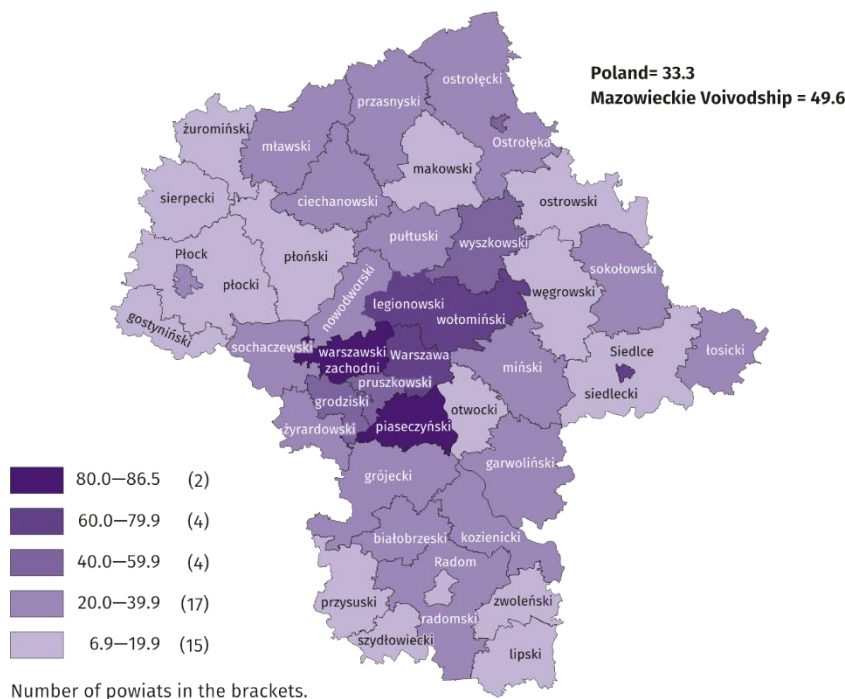 Poland= 33.3
Mazowieckie Voivodship = 49.6
ostrołęcki
przasnyski
żuromiński
mławski
Ostrołęka
makowski
sierpecki
ciechanowski
ostrowski
pułtuski
wyszkowski
Płock
płoński
sokołowski
płocki
nowodworski
węgrowski
legionowski
wołomiński
gostyniński
sochaczewski
warszawski
zachodni
Warszawa
Siedlce
łosicki
miński
pruszkowski
siedlecki
grodziski
otwocki
żyrardowski
piaseczyński
garwoliński
grójecki
białobrzeski
kozienicki
Radom
przysuski
zwoleński
radomski
szydłowiecki
lipski
80.0—86.5 (2)
60.0—79.9 (4)
40.0—59.9 (4)
20.0—39.9 (17)
6.9—19.9 (15)
Number of powiats in the brackets.